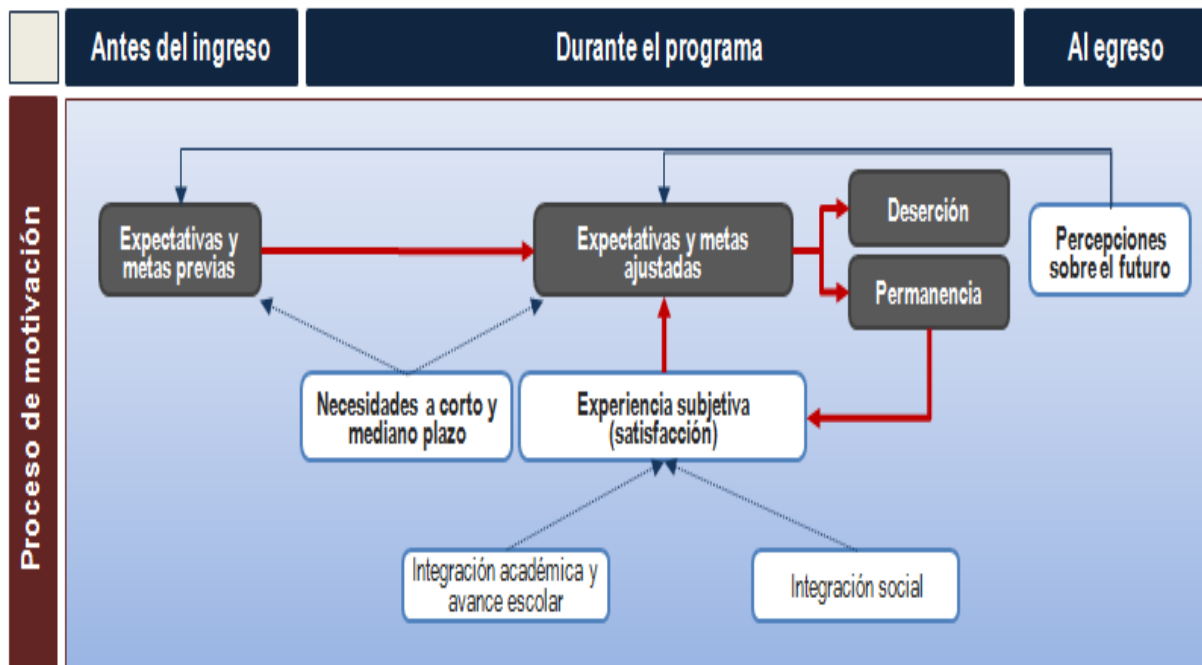 Antes del ingreso
Durante el programa
Al egreso
Proceso de motivación
Expectativas y
metas previas
Expectativas y metas
ajustadas
Deserción
Permanencia
Percepciones
sobre el futuro
Necesidades a corto y
mediano plazo
Experiencia subjetiva
(satisfacción)
Integración académica y
avance escolar
Integración social